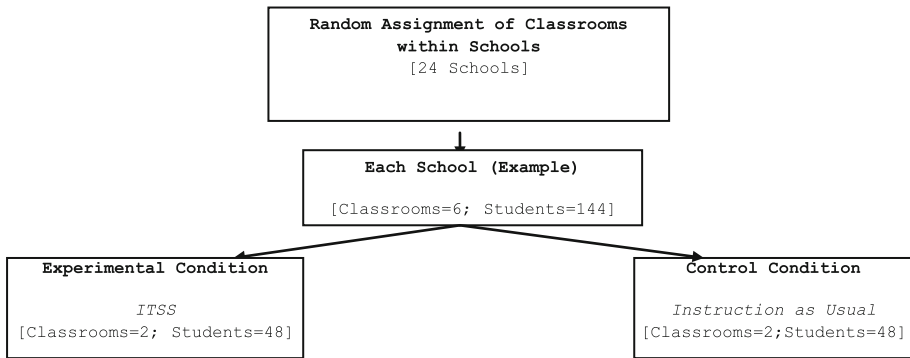 Random Assignment of Classrooms
within Schools
[24 Schools]
Each School (Example)
[Classrooms=6; Students=144]
Experimental Condition
ITSS
[Classrooms=2; Students=48]
Control Condition
Instruction as Usual
[Classrooms=2;Students=48]